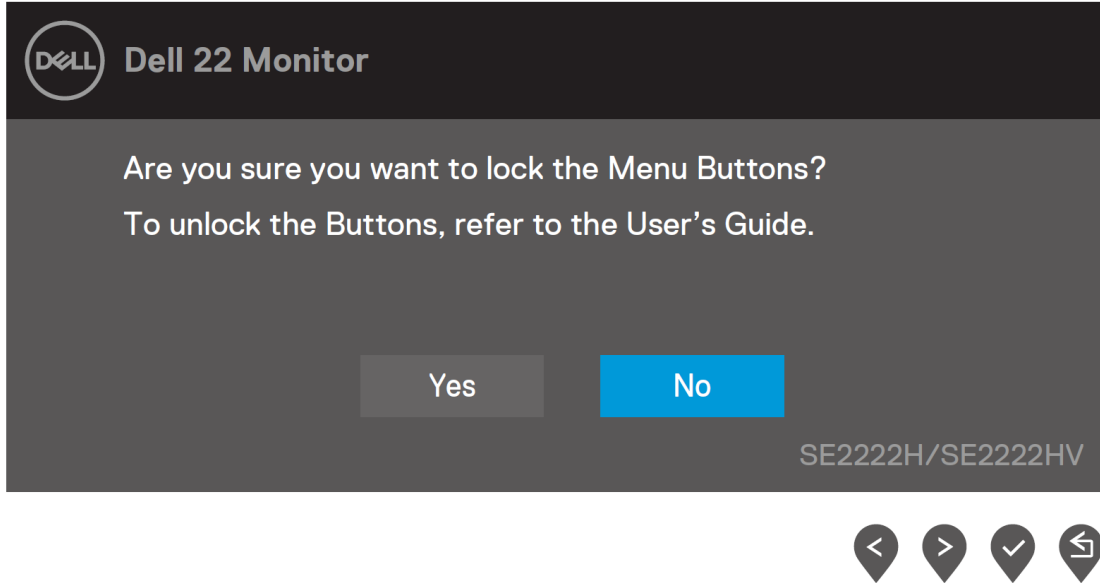 DELL
Dell 22 Monitor
Are you sure you want to lock the Menu Buttons?
To unlock the Buttons, refer to the User’s Guide.
Yes No
SE2222H/SE2222HV